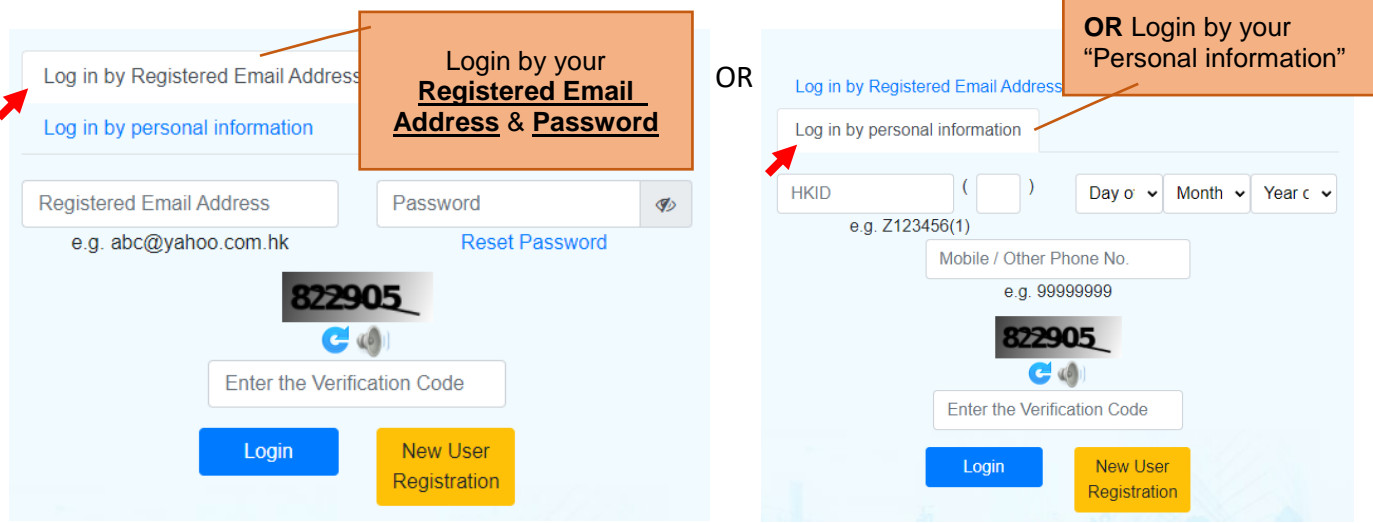 Log in by Registered Email Address
Login by your
Registered Email
Address & Password
Log in by personal information
Registered Email Address
Password
e.g. abc@yahoo.com.hk
Reset Password
822905
Enter the Verification Code
Login
New User
Registration
OR
OR Login by your
“Personal information”
Log in by Registered Email Address
Log in by personal information
HKID
( )
Day o
Month
Year c
e.g. Z123456(1)
Mobile / Other Phone No.
e.g. 99999999
822905
Enter the Verification Code
Login
New User
Registration